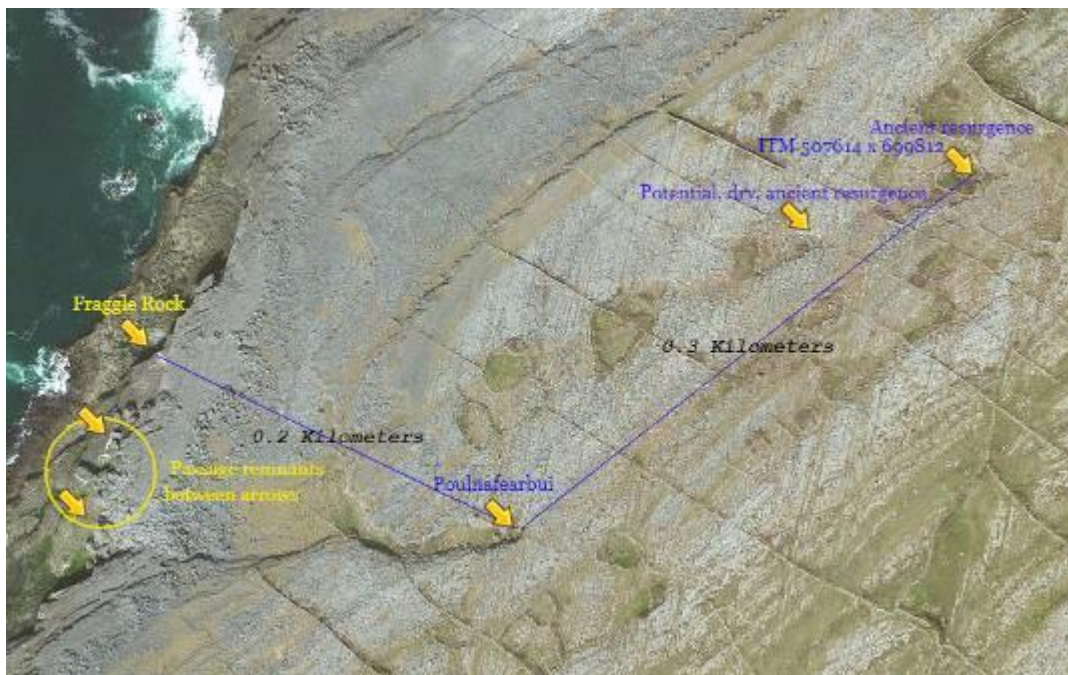 Ancient resurgence
ITM 507614 x 699812
Potential, dry, ancient resurgence
Fraggle Rock
0.3 Kilometers
0.2 Kilometers
Passage remnants
between arrows
Poulnafearbui